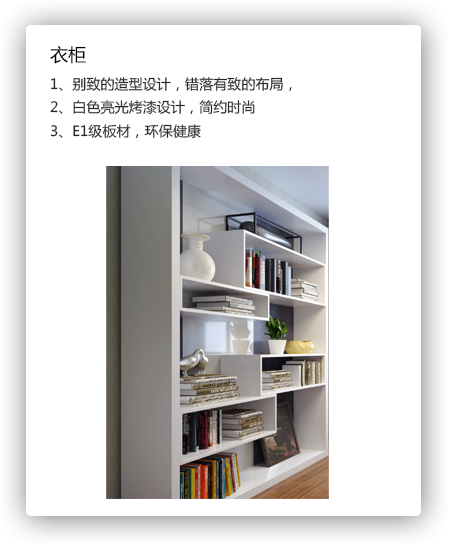 衣柜
1、别致的造型设计，错落有致的布局，
2、白色亮光烤漆设计，简约时尚
3、E1级板材，环保健康